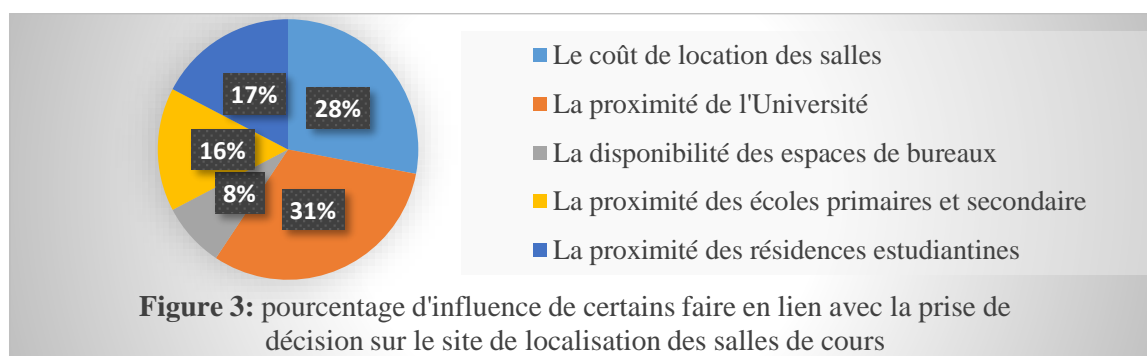 28%
31%
8%
16%
17%
Le coût de location des salles
La proximité de l'Université
La disponibilité des espaces de bureaux
La proximité des écoles primaires et secondaire
La proximité des résidences estudiantines
Figure 3: pourcentage d'influence de certains faire en lien avec la prise de
décision sur le site de localisation des salles de cours